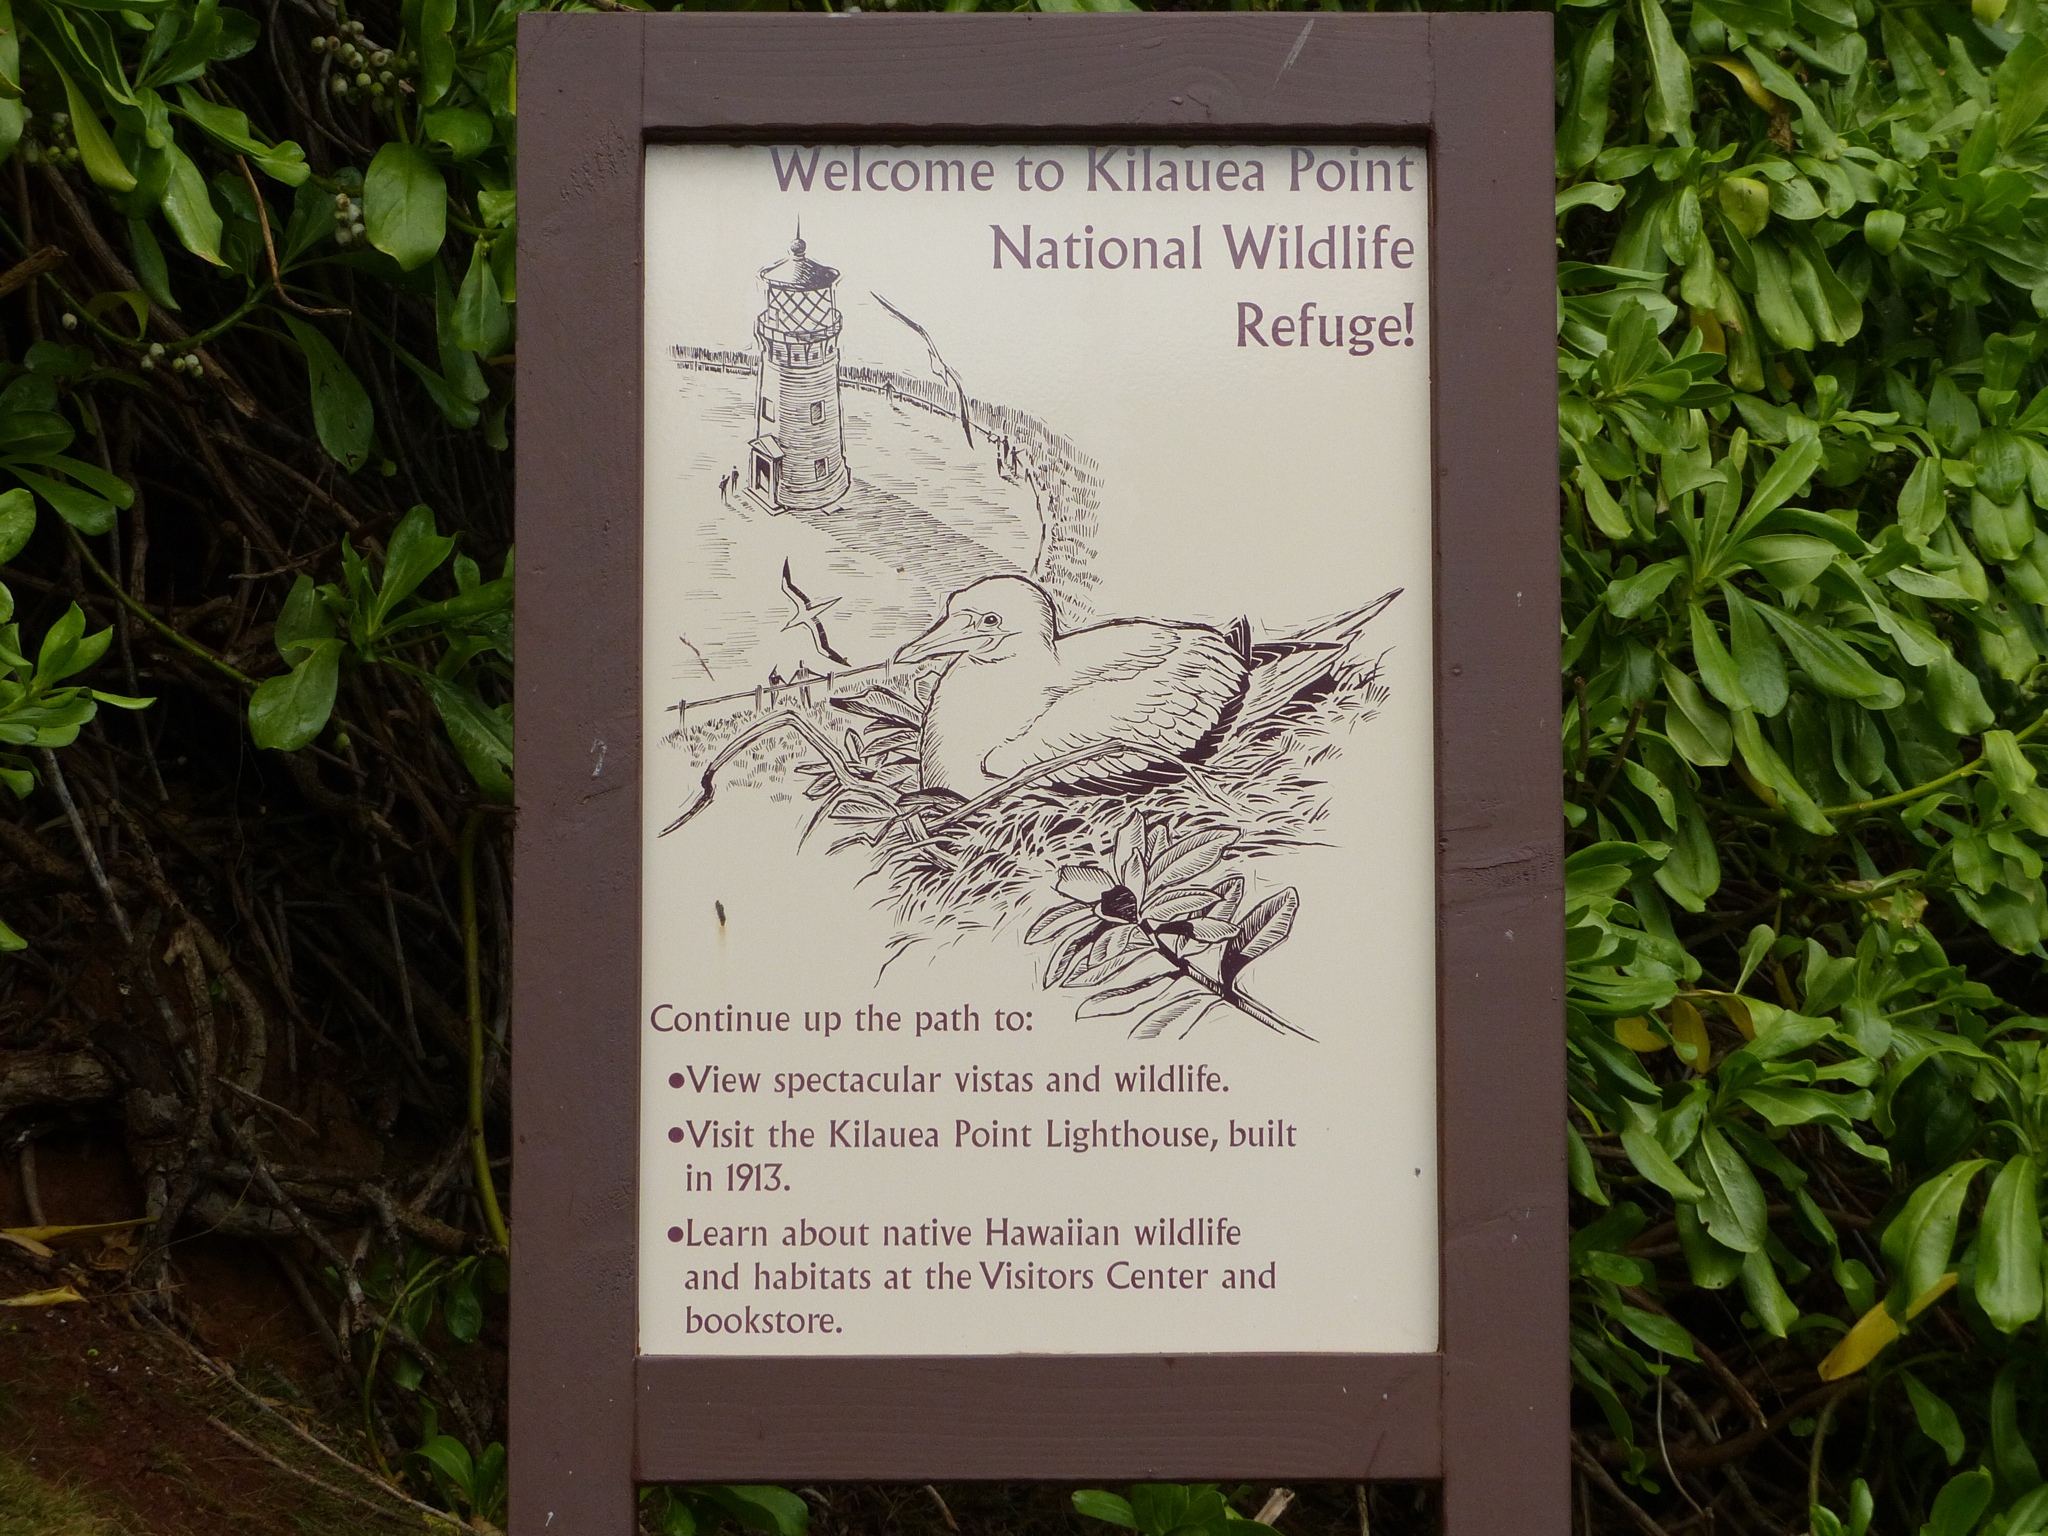 Welcome to Kilauea Point
National Wildlife
Refuge!
Continue up the path to:
•View spectacular vistas and wildlife.
•Visit the Kilauea Point Lighthouse, built
in 1913.
•Learn about native Hawaiian wildlife
and habitats at the Visitors Center and
bookstore.